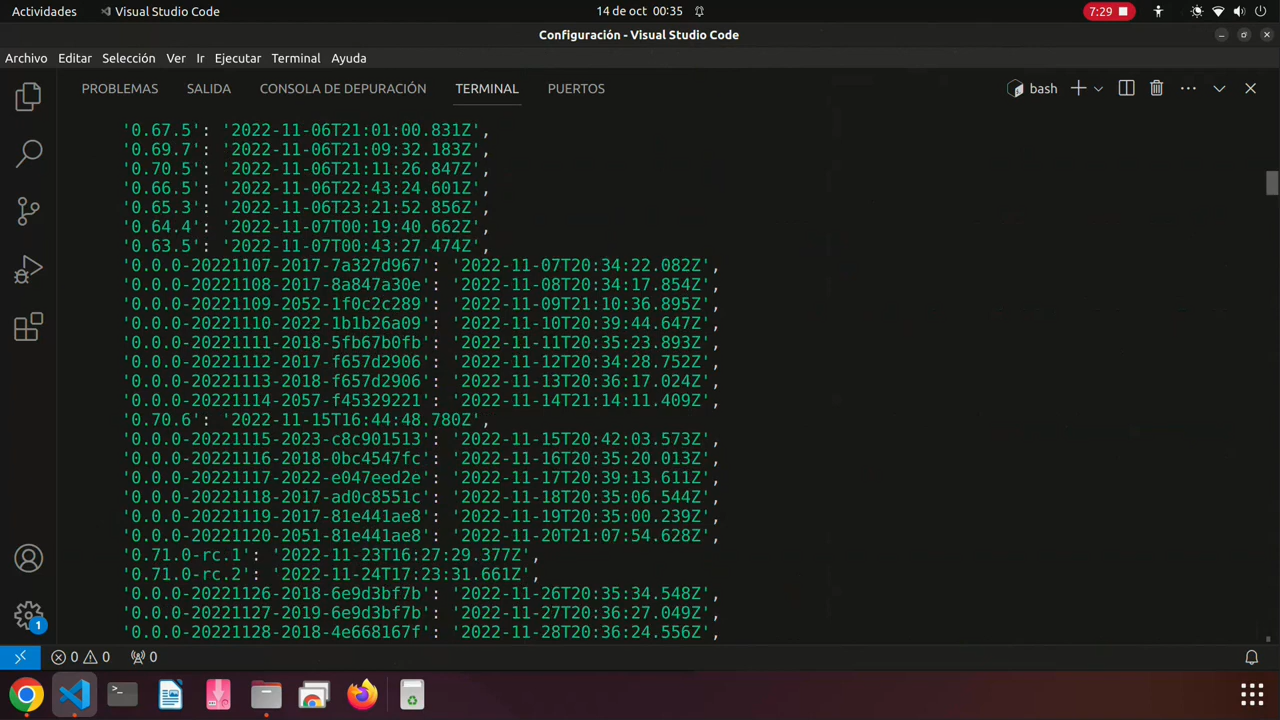 Actividades
Visual Studio Code
14 de oct 00:35
7:29
Configuración - Visual Studio Code
Archivo Editar Selección Ver Ir Ejecutar Terminal Ayuda
PROBLEMAS SALIDA CONSOLA DE DEPURACIÓN TERMINAL PUERTOS
bash
'0.67.5': '2022-11-06T21:01:00.831Z',
'0.69.7': '2022-11-06T21:09:32.183Z',
'0.70.5': '2022-11-06T21:11:26.847Z',
'0.66.5': '2022-11-06T22:43:24.601Z',
'0.65.3': '2022-11-06T23:21:52.856Z',
'0.64.4': '2022-11-07T00:19:40.662Z',
'0.63.5': '2022-11-07T00:43:27.474Z',
'0.0.0-20221107-2017-7a327d967': '2022-11-07T20:34:22.082Z',
'0.0.0-20221108-2017-8a847a30e': '2022-11-08T20:34:17.854Z',
'0.0.0-20221109-2052-1f0c2c289': '2022-11-09T21:10:36.895Z',
'0.0.0-20221110-2022-1b1b26a09': '2022-11-10T20:39:44.647Z',
'0.0.0-20221111-2018-5fb67b0fb': '2022-11-11T20:35:23.893Z',
'0.0.0-20221112-2017-f657d2906': '2022-11-12T20:34:28.752Z',
'0.0.0-20221113-2018-f657d2906': '2022-11-13T20:36:17.024Z',
'0.0.0-20221114-2057-f45329221': '2022-11-14T21:14:11.409Z',
'0.70.6': '2022-11-15T16:44:48.780Z',
'0.0.0-20221115-2023-c8c901513': '2022-11-15T20:42:03.573Z',
'0.0.0-20221116-2018-0bc4547fc': '2022-11-16T20:35:20.013Z',
'0.0.0-20221117-2022-e047eed2e': '2022-11-17T20:39:13.611Z',
'0.0.0-20221118-2017-ad0c8551c': '2022-11-18T20:35:06.544Z',
'0.0.0-20221119-2017-81e441ae8': '2022-11-19T20:35:00.239Z',
'0.0.0-20221120-2051-81e441ae8': '2022-11-20T21:07:54.628Z',
'0.71.0-rc.1': '2022-11-23T16:27:29.377Z',
'0.71.0-rc.2': '2022-11-24T17:23:31.661Z',
'0.0.0-20221126-2018-6e9d3bf7b': '2022-11-26T20:35:34.548Z',
'0.0.0-20221127-2019-6e9d3bf7b': '2022-11-27T20:36:27.049Z',
'0.0.0-20221128-2018-4e668167f': '2022-11-28T20:36:24.556Z',
1
0 0 0